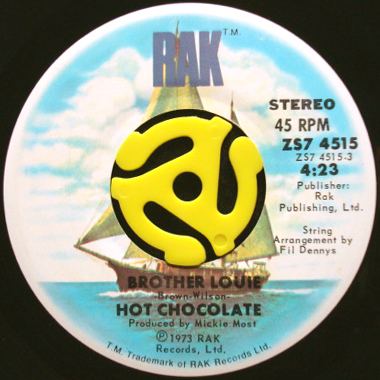 RAK T.M.
STEREO
45 RPM
ZS7 4515
ZS7 4515-3
4:23
Publisher:
Rak
Publishing, Ltd.
String
Arrangement by
Fil Dennys
BROTHER LOUIE
-Brown-Wilson-
HOT CHOCOLATE
Produced by Mickie Most
℗1973 RAK
Records, Ltd.
T.M. Trademark of RAK Records Ltd.